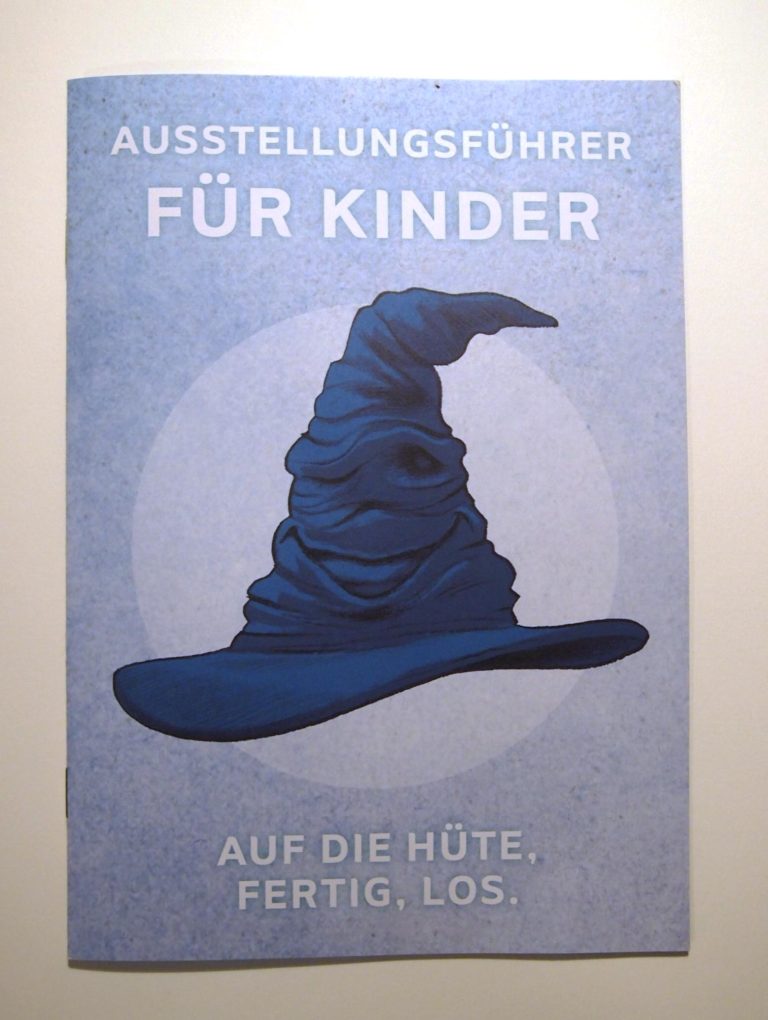 AUSSTELLUNGSFÜHRER
FÜR KINDER
AUF DIE HÜTE,
FERTIG, LOS.